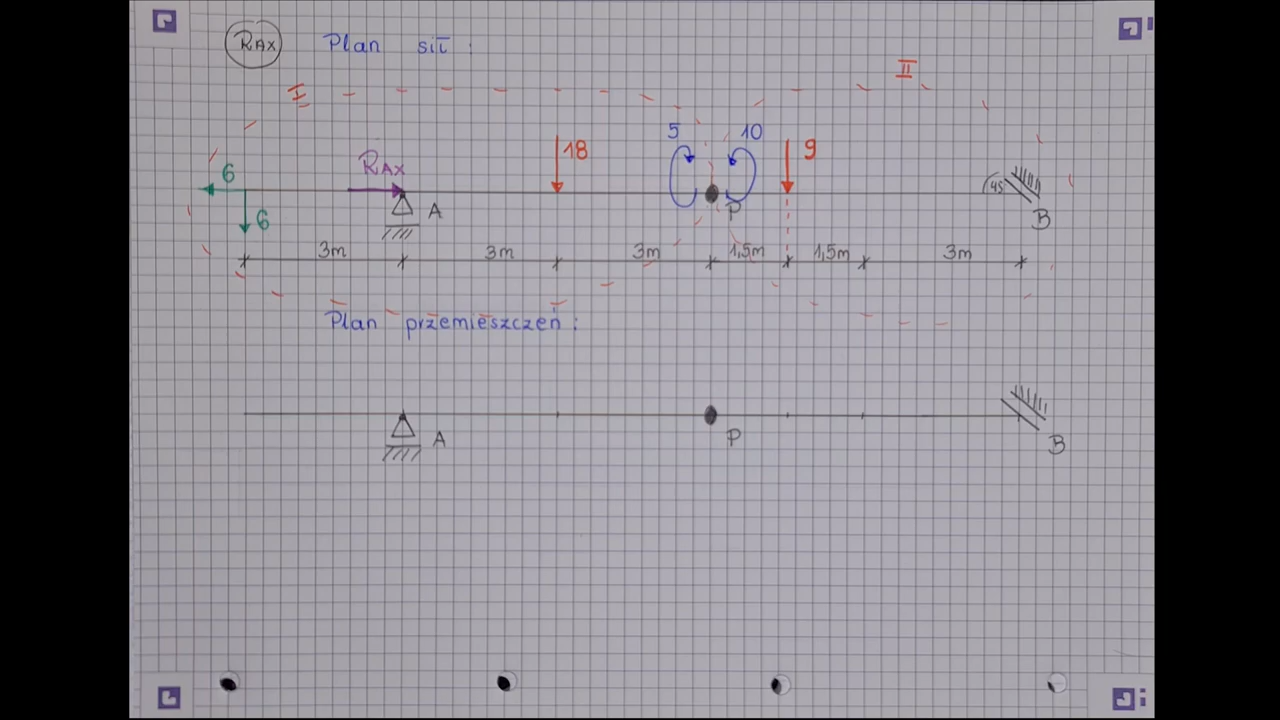 RAX Plan sił :
I II
5 10
18 9
6 RAX
45
A P B
6
3m 3m 3m 1,5m 1,5m 3m
Plan przemieszczeń :
A P B